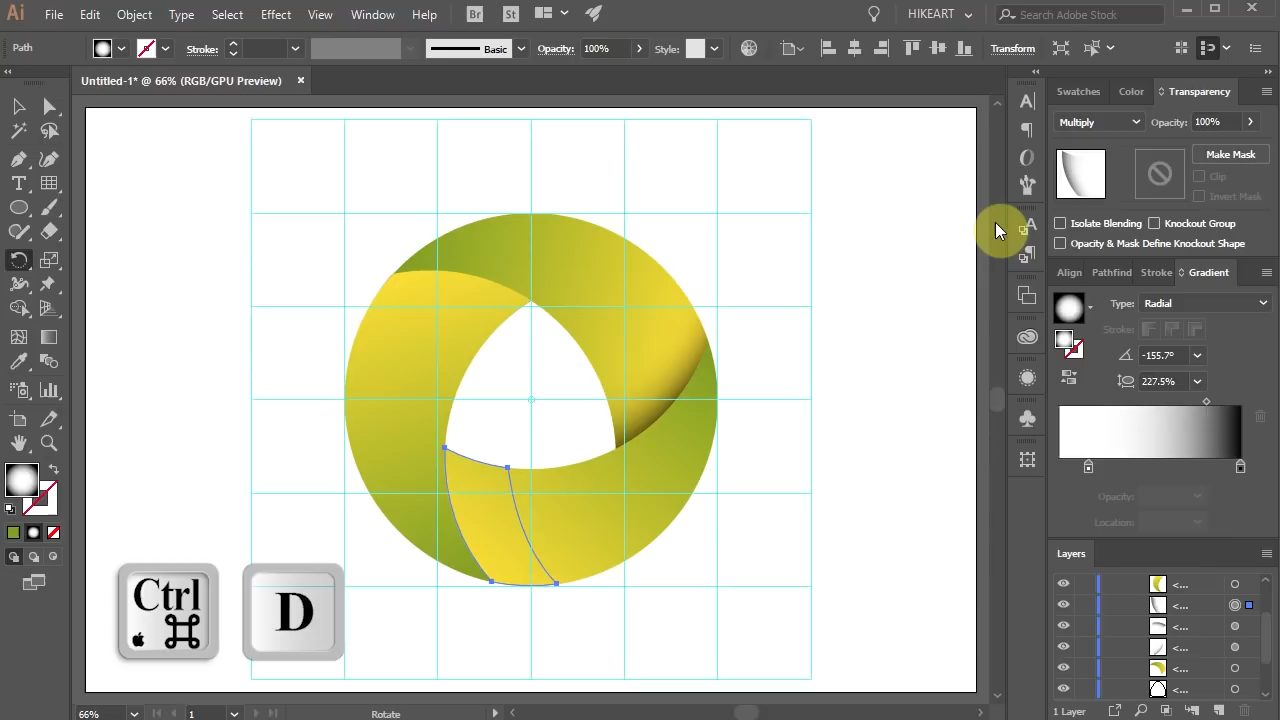 Ai File Edit Object Type Select Effect View Window Help Br St HIKEART Search Adobe Stock
Path Stroke: Basic Opacity: 100% Style: Transform
Untitled-1* @ 66% (RGB/GPU Preview)
Swatches Color Transparency
Multiply Opacity: 100%
Make Mask
Clip
Invert Mask
Isolate Blending Knockout Group
Opacity & Mask Define Knockout Shape
Align Pathfind Stroke Gradient
Type: Radial
Stroke:
-155.7°
227.5%
Opacity:
Location:
Layers
<...
<...
<...
<...
<...
<...
1 Layer
Ctrl
D
66% 1 Rotate